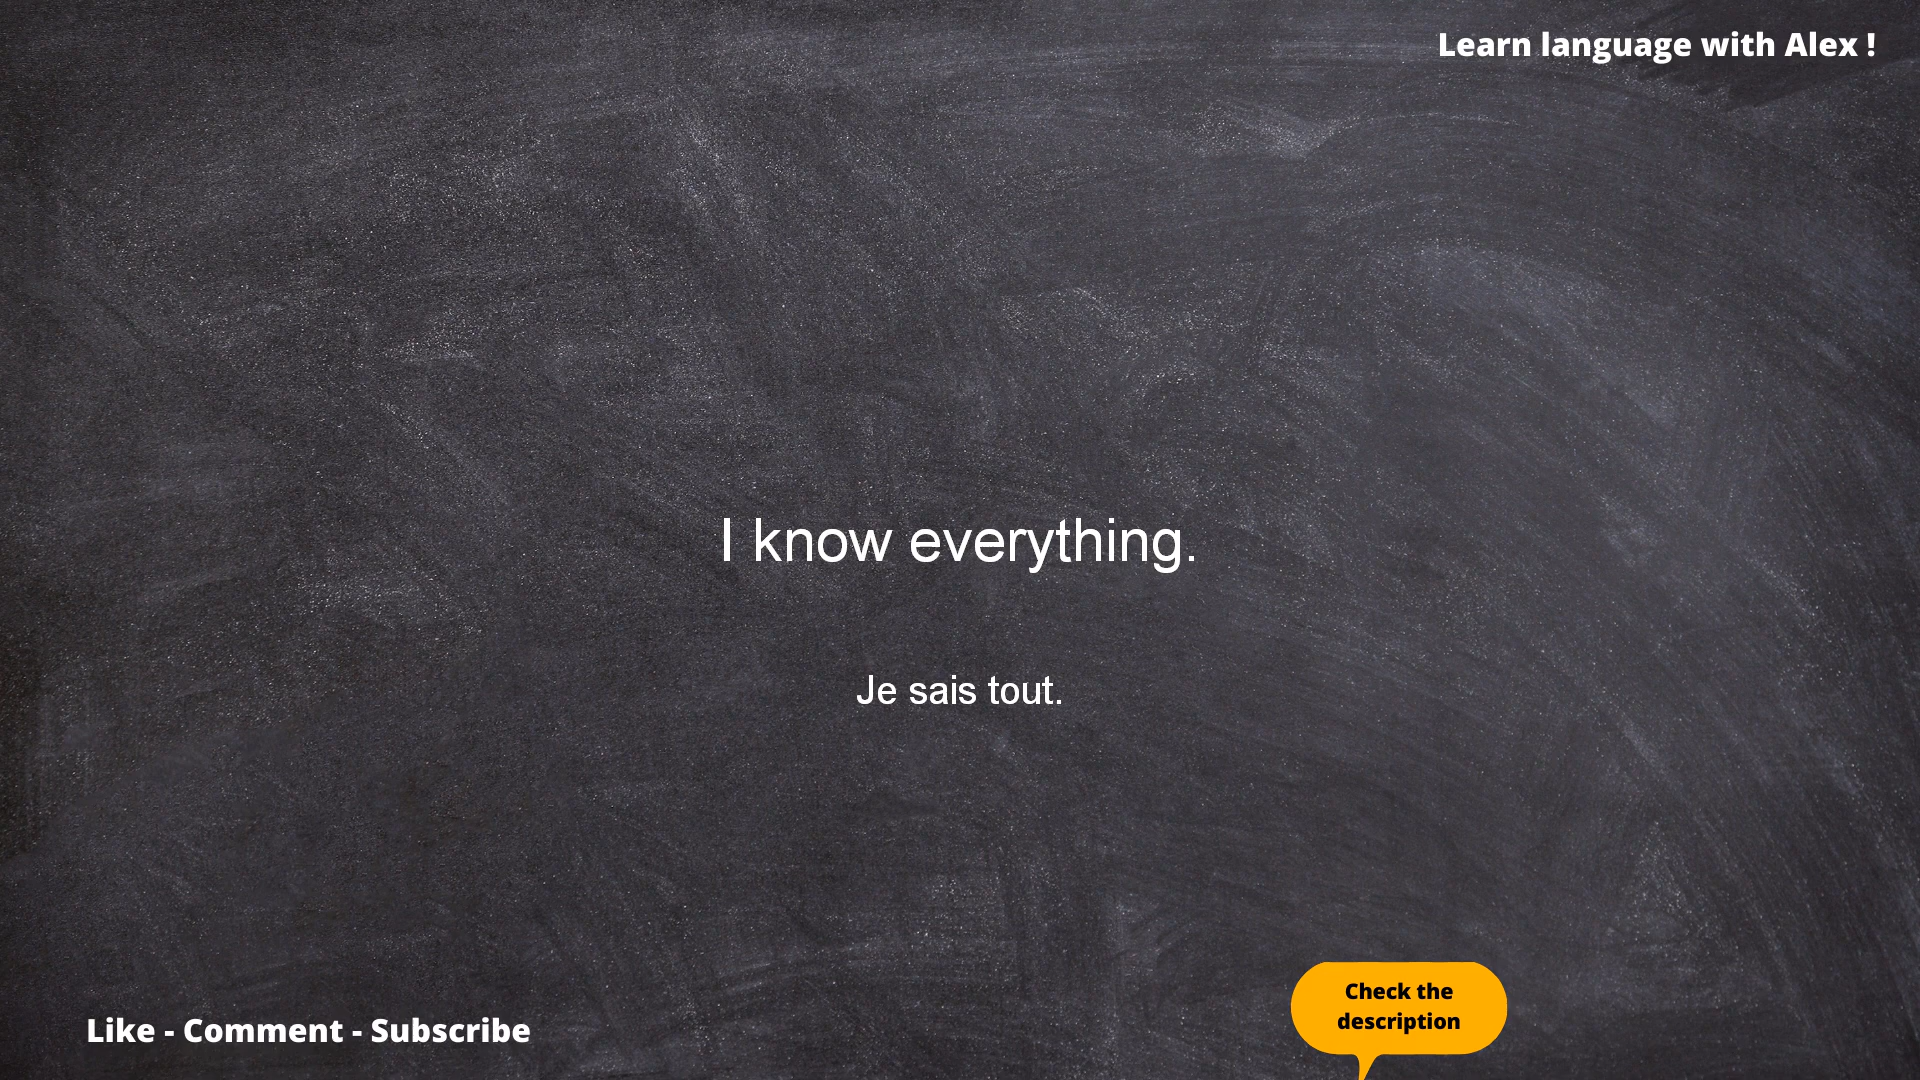 Learn language with Alex !
I know everything.
Je sais tout.
Check the
description
Like - Comment - Subscribe